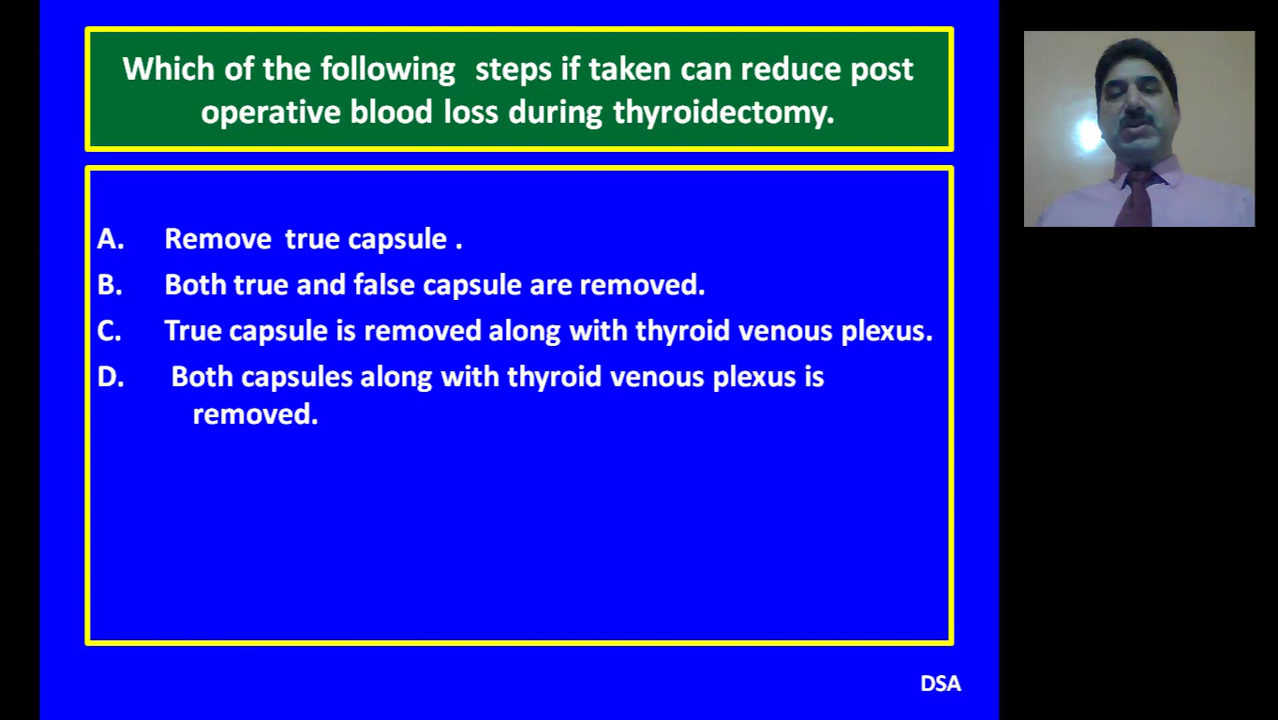 Which of the following steps if taken can reduce post
operative blood loss during thyroidectomy.
A. Remove true capsule .
B. Both true and false capsule are removed.
C. True capsule is removed along with thyroid venous plexus.
D. Both capsules along with thyroid venous plexus is
removed.
DSA